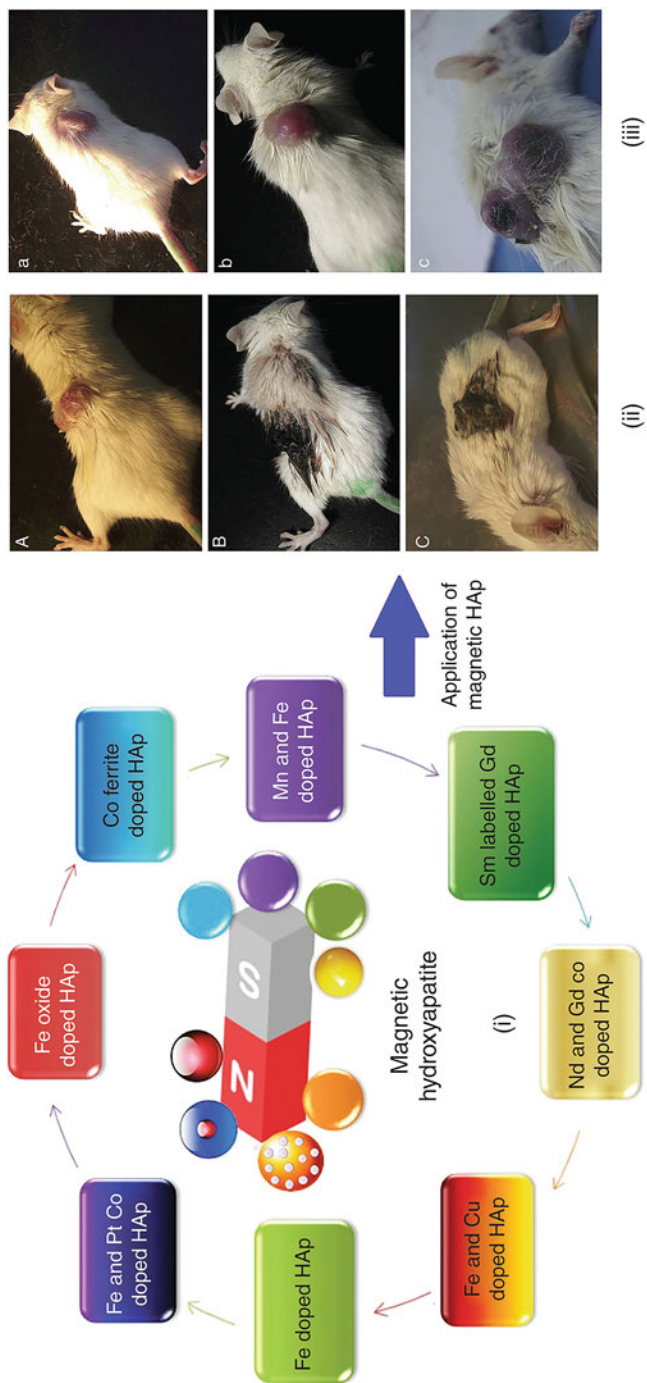 Fe oxide
doped HAp
Co ferrite
doped HAp
Mn and Fe
doped HAp
Sm labelled Gd
doped HAp
Nd and Gd co
doped HAp
Fe and Cu
doped HAp
Fe doped HAp
Fe and Pt Co
doped HAp
N
S
Magnetic
hydroxyapatite
(i)
Application of
magnetic HAp
A
B
C
(ii)
a
b
c
(iii)